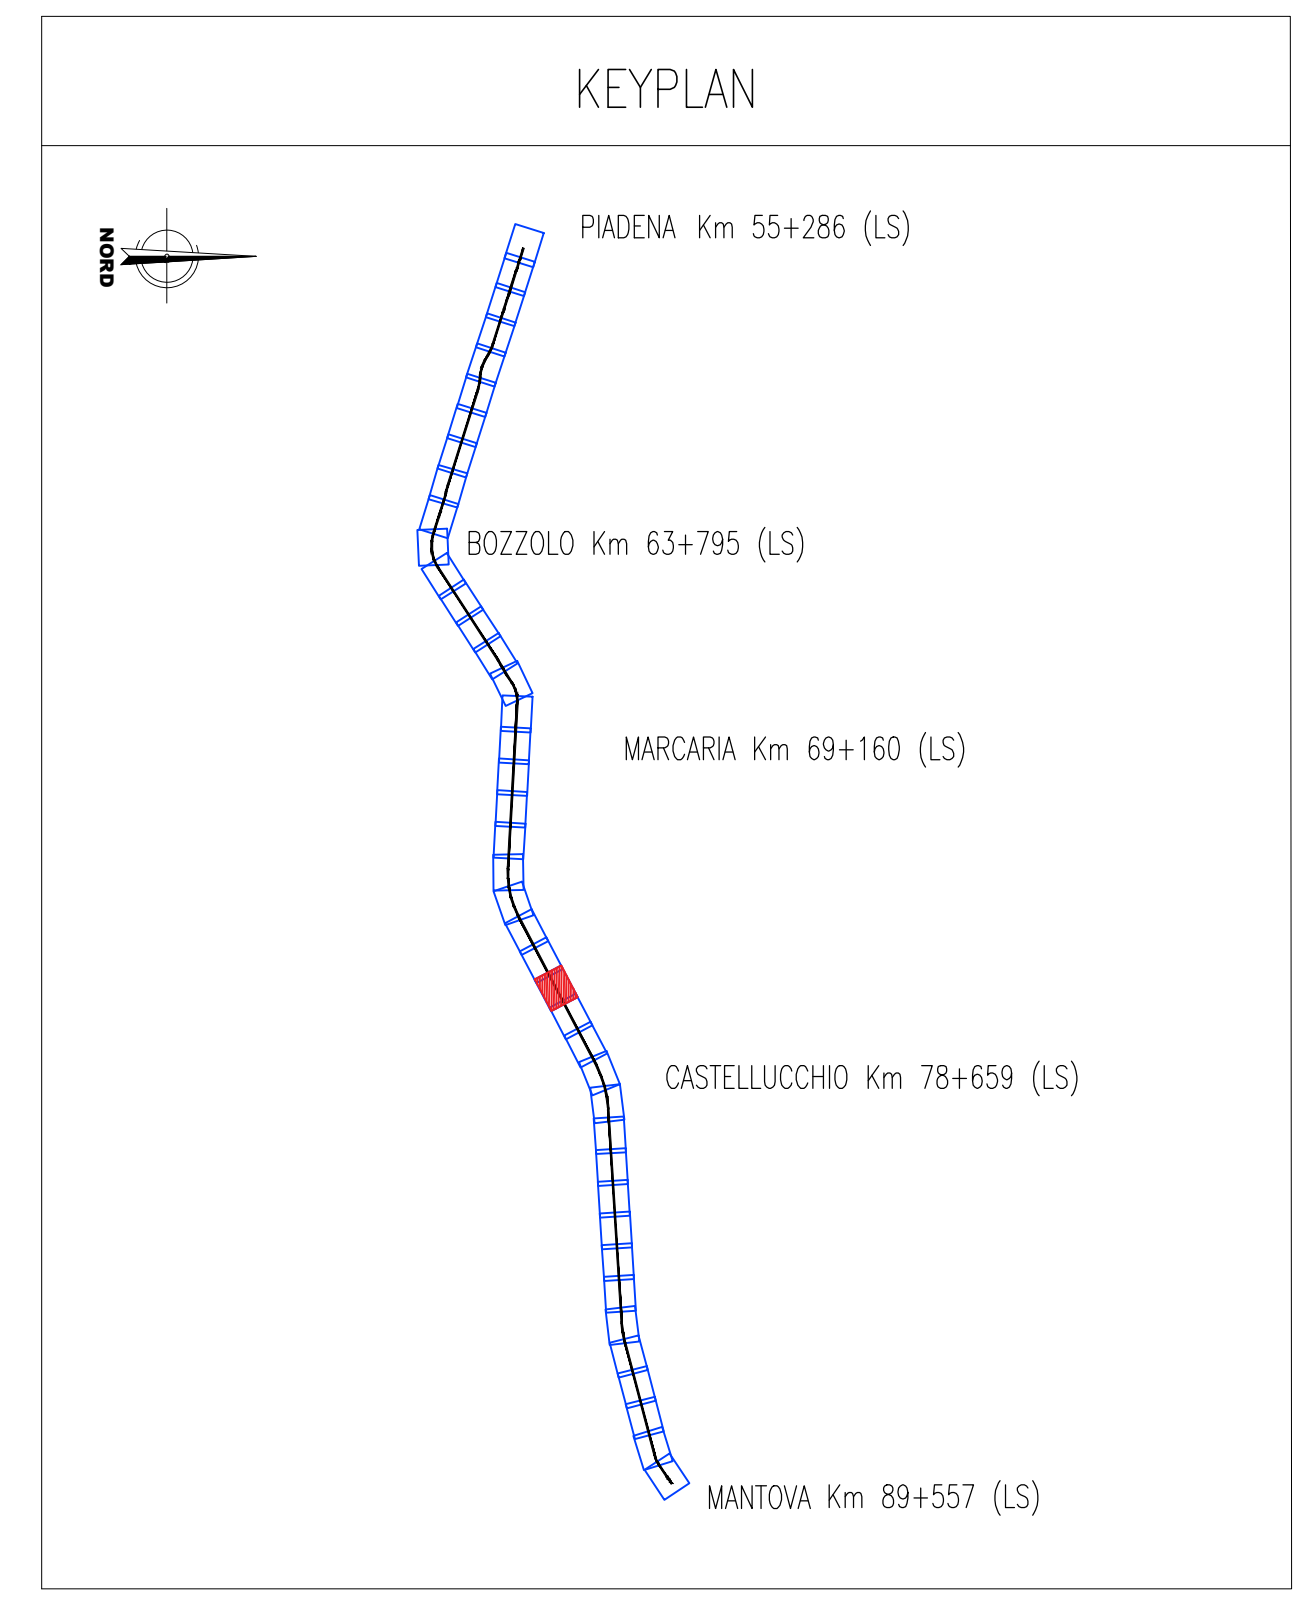 KEYPLAN
NORD
PIADENA Km 55+286 (LS)
BOZZOLO Km 63+795 (LS)
MARCARIA Km 69+160 (LS)
CASTELLUCCHIO Km 78+659 (LS)
MANTOVA Km 89+557 (LS)